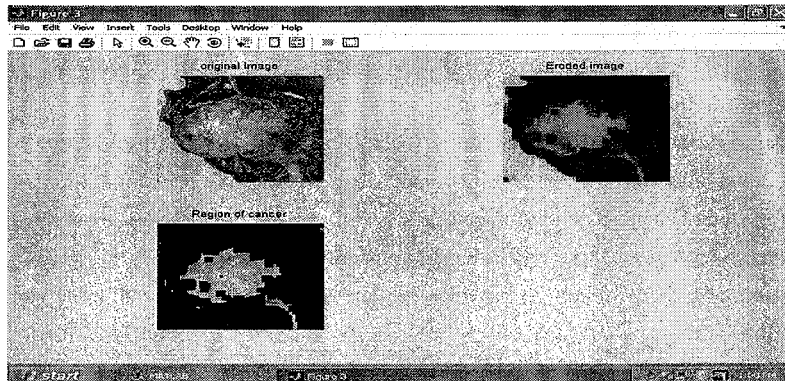 Figure 3
File Edit View Insert Tools Desktop Window Help
original Image Eroded image
Region of cancer
start MATLAB Figure 3